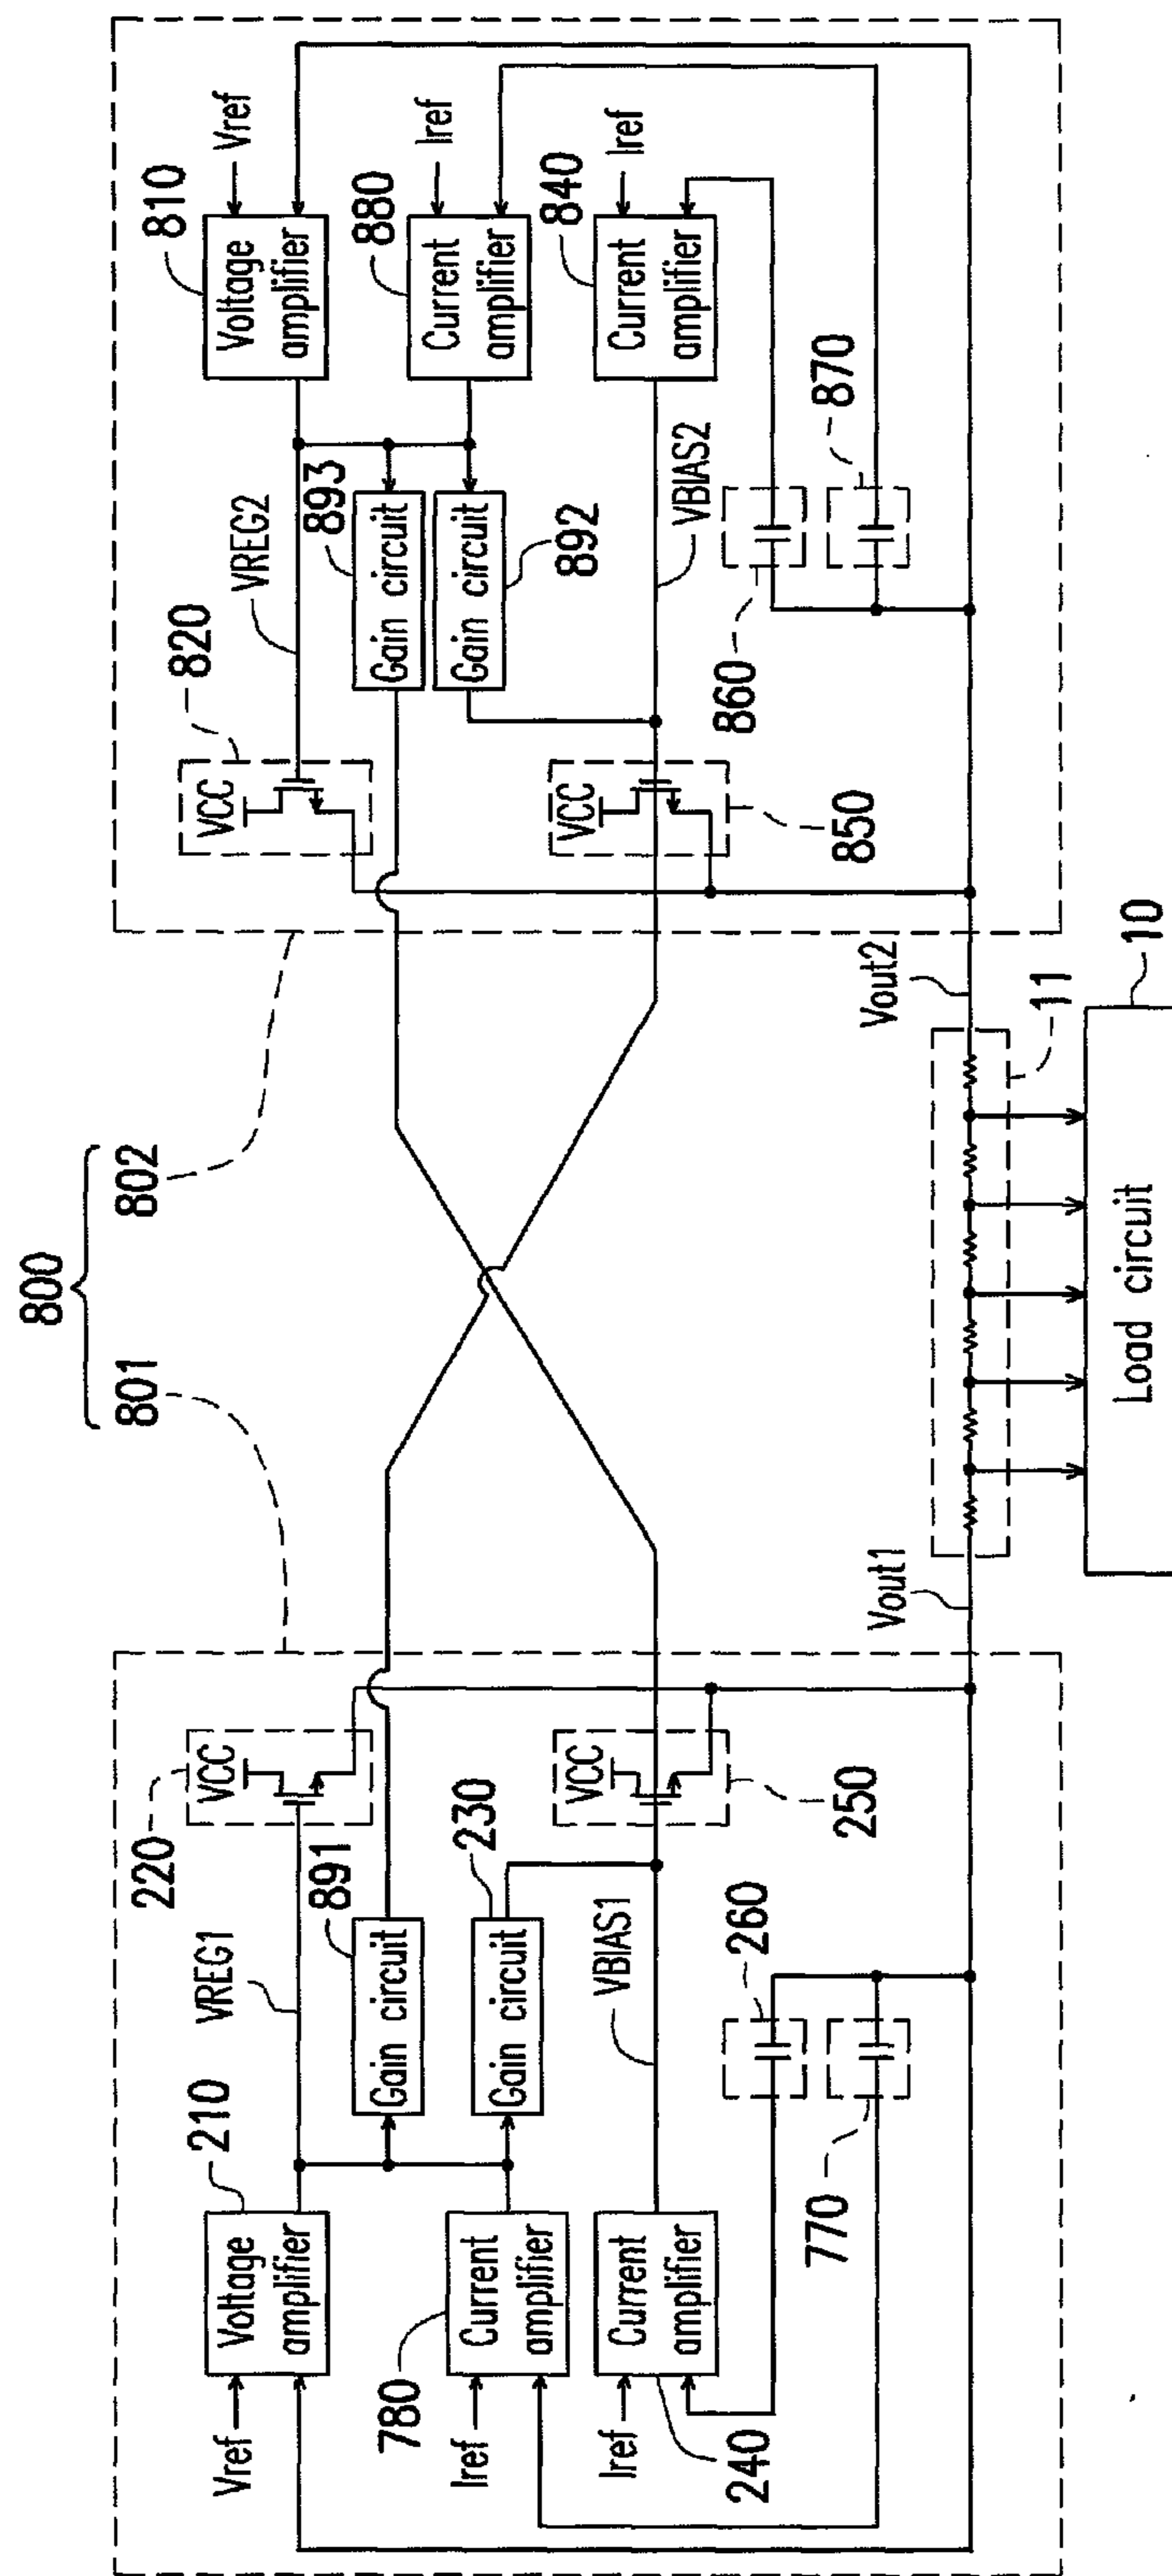 800
801
802
Vref
210
Voltage
amplifier
VREG1
220
VCC
891
Gain circuit
230
Gain circuit
780
Current
amplifier
Iref
Iref
Current
amplifier
240
VBIAS1
VCC
250
260
770
Vout1
820
VCC
VREG2
810
Voltage
amplifier
Vref
893
Gain circuit
Gain circuit
892
880
Current
amplifier
Iref
840
Current
amplifier
Iref
VCC
850
VBIAS2
860
870
Vout2
11
10
Load circuit